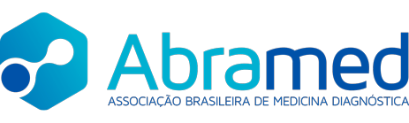 Abramed
ASSOCIAÇÃO BRASILEIRA DE MEDICINA DIAGNÓSTICA